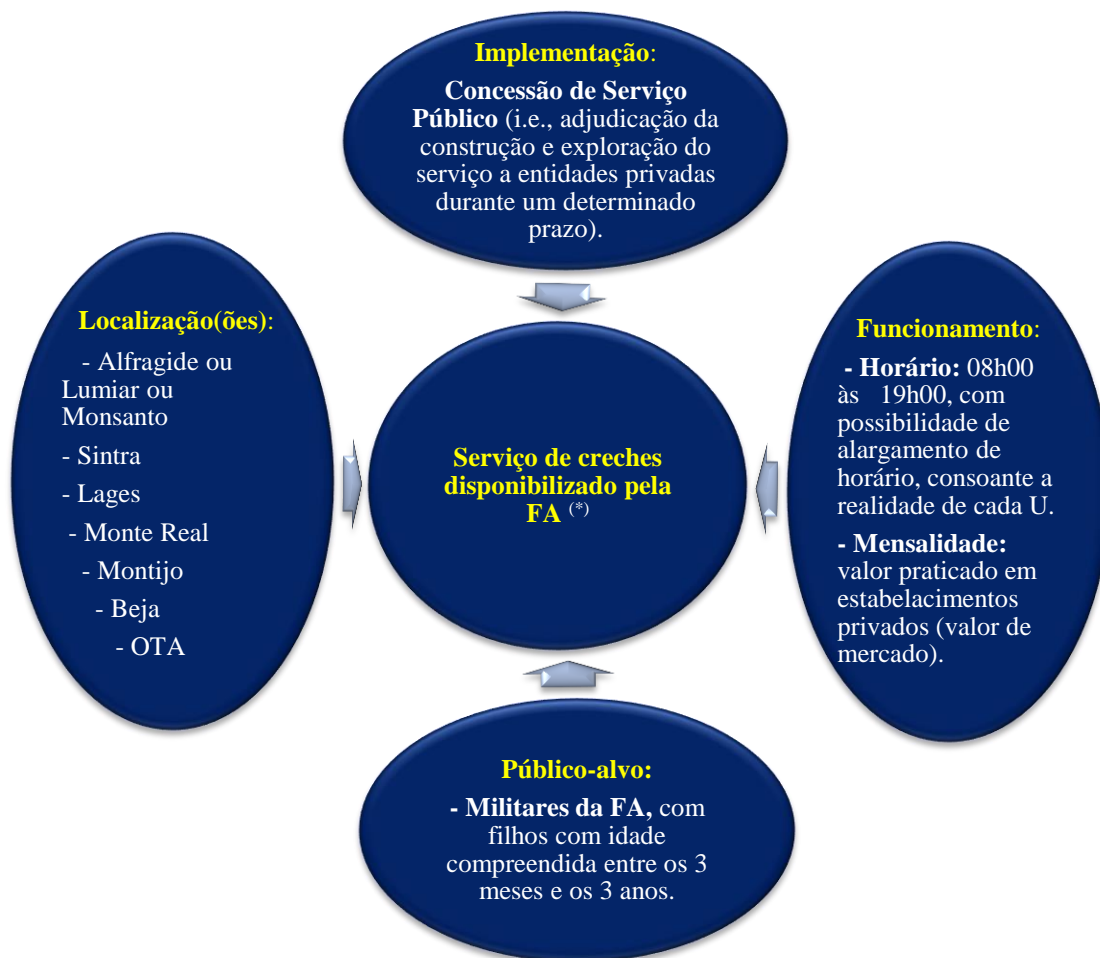 Implementação:
Concessão de Serviço
Público (i.e., adjudicação da
construção e exploração do
serviço a entidades privadas
durante um determinado
prazo).
Localização(ões):
- Alfragide ou
Lumiar ou
Monsanto
- Sintra
- Lages
- Monte Real
- Montijo
- Beja
- OTA
Serviço de creches
disponibilizado pela
FA (*)
Funcionamento:
- Horário: 08h00
às 19h00, com
possibilidade de
alargamento de
horário, consoante a
realidade de cada U.
- Mensalidade:
valor praticado em
estabelacimentos
privados (valor de
mercado).
Público-alvo:
- Militares da FA, com
filhos com idade
compreendida entre os 3
meses e os 3 anos.